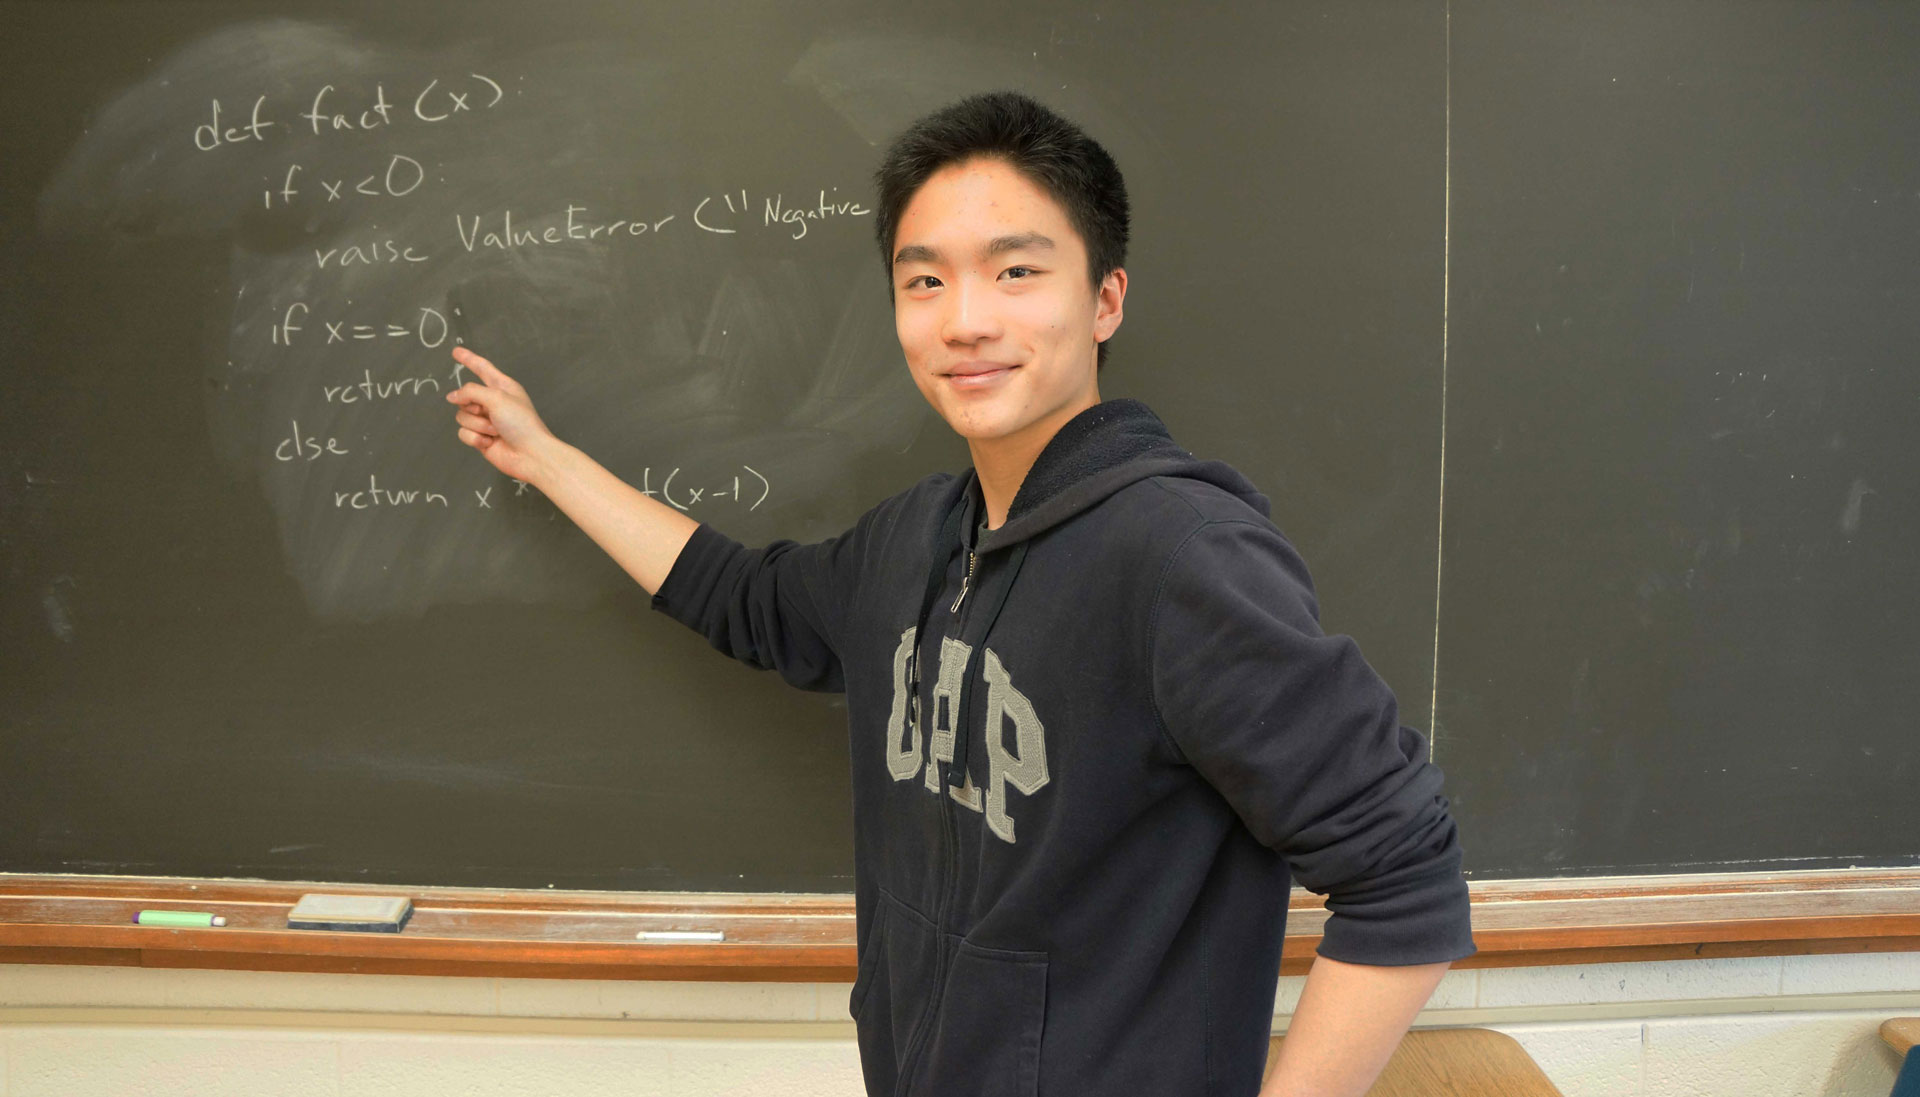 def fact (x):
if x<0:
raise ValueError ("Negative
if x==0:
return
else:
return x * t(x-1)
GAP